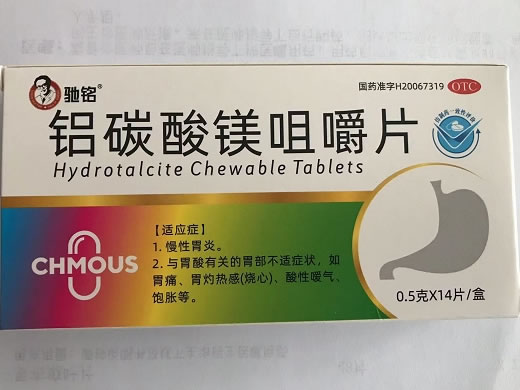 驰铭®
国药准字H20067319
OTC
铝碳酸镁咀嚼片
Hydrotalcite Chewable Tablets
【适应症】
1. 慢性胃炎。
2. 与胃酸有关的胃部不适症状，如
胃痛、胃灼热感(烧心)、酸性嗳气、
饱胀等。
CHMOUS
0.5克X14片/盒